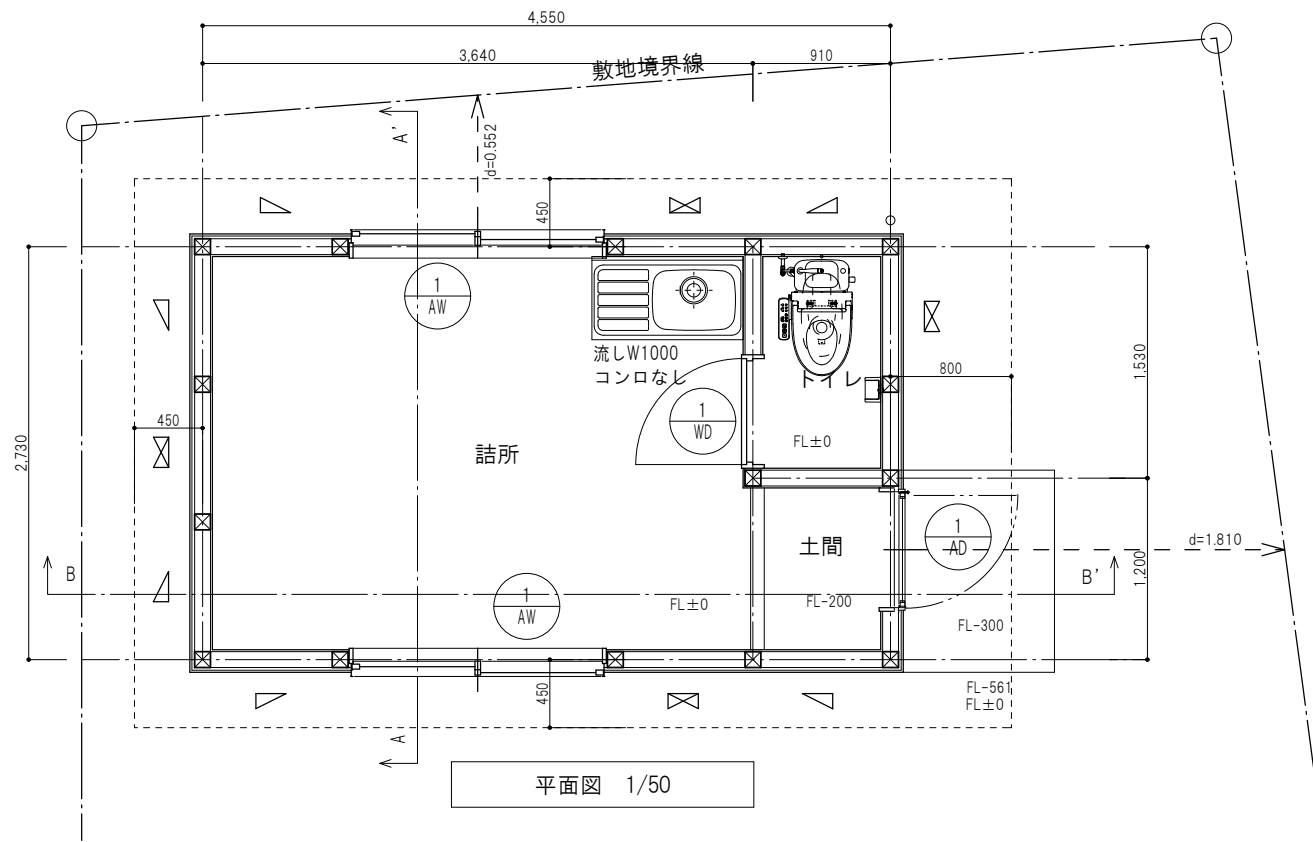 4,550
3,640
910
敷地境界線
A'
d=0.552
450
1
AW
流しW1000
コンロなし
トイレ
800
1,530
450
1
WD
FL±0
詰所
2,730
土間
1
AD
d=1.810
B
B'
1,200
1
AW
FL±0
FL-200
FL-300
450
FL-561
FL±0
A
平面図 1/50